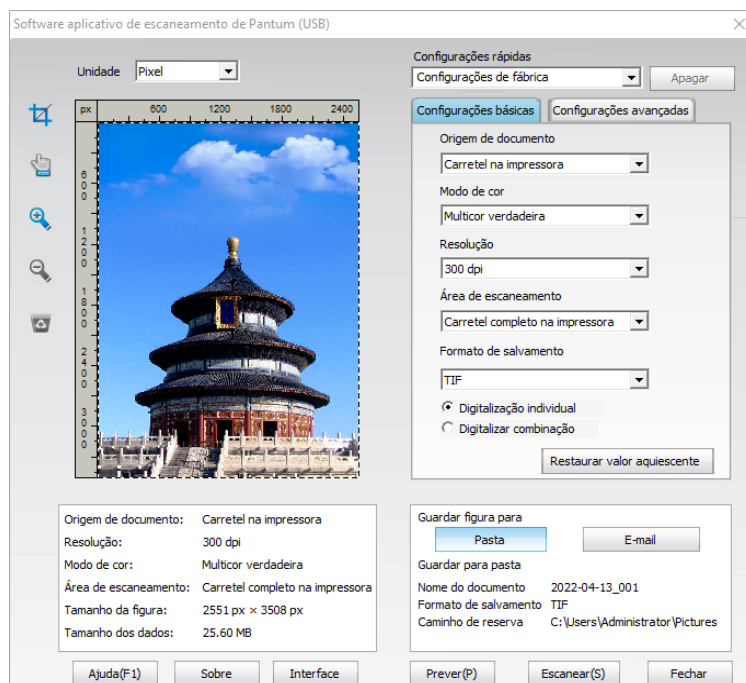 Software aplicativo de escaneamento de Pantum (USB)
Unidade Pixel
px 600 1200 1800 2400
600
1200
1800
2400
3000
Configurações rápidas
Configurações de fábrica Apagar
Configurações básicas Configurações avançadas
Origem de documento
Carretel na impressora
Modo de cor
Multicor verdadeira
Resolução
300 dpi
Área de escaneamento
Carretel completo na impressora
Formato de salvamento
TIF
Digitalização individual
Digitalizar combinação
Restaurar valor aquiescente
Origem de documento: Carretel na impressora
Resolução: 300 dpi
Modo de cor: Multicor verdadeira
Área de escaneamento: Carretel completo na impressora
Tamanho da figura: 2551 px × 3508 px
Tamanho dos dados: 25.60 MB
Guardar figura para
Pasta E-mail
Guardar para pasta
Nome do documento 2022-04-13_001
Formato de salvamento TIF
Caminho de reserva C:\Users\Administrator\Pictures
Ajuda(F1) Sobre Interface Prever(P) Escanear(S) Fechar